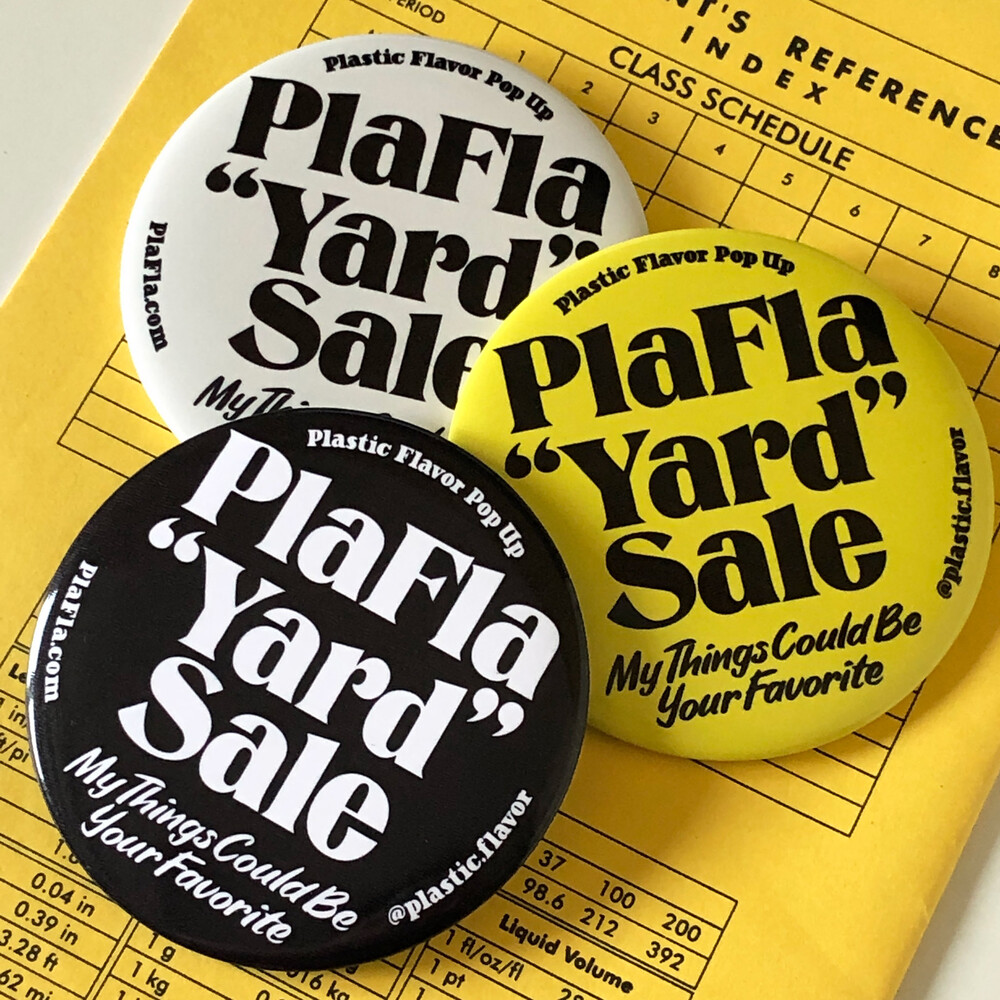 PERIOD
NT'S REFERENCE
INDEX
CLASS SCHEDULE
1 2 3 4 5 6 7 8
Plastic Flavor Pop Up
PlaFla
“Yard”
Sale
My
PlaFla.com
Plastic Flavor Pop Up
PlaFla
“Yard”
Sale
My Things Could Be
Your Favorite
@plastic.flavor
Plastic Flavor Pop Up
PlaFla
“Yard”
Sale
My Things Could Be
Your Favorite
PlaFla.com
@plastic.flavor
0.04 in
0.39 in
3.28 ft
62 mi
1 g
1 kg
37 100 200
98.6 212 392
Liquid Volume
1 fl/oz/fl
1 pt